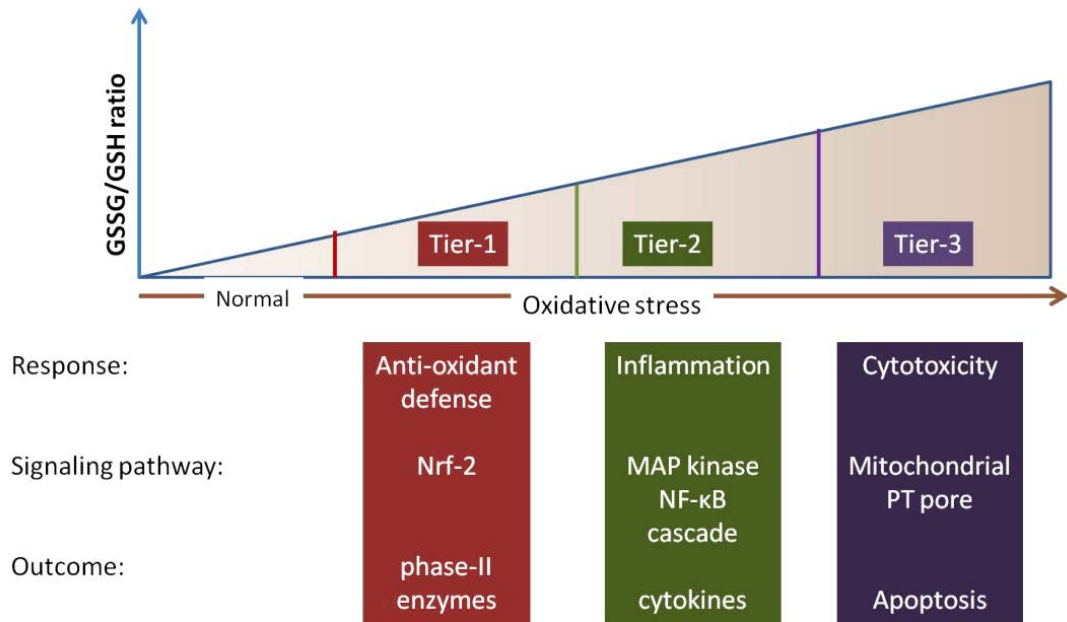 GSSG/GSH ratio
Tier-1
Tier-2
Tier-3
Normal
Oxidative stress
Response:
Anti-oxidant
defense
Inflammation
Cytotoxicity
Signaling pathway:
Nrf-2
MAP kinase
NF-κB
cascade
Mitochondrial
PT pore
Outcome:
phase-II
enzymes
cytokines
Apoptosis